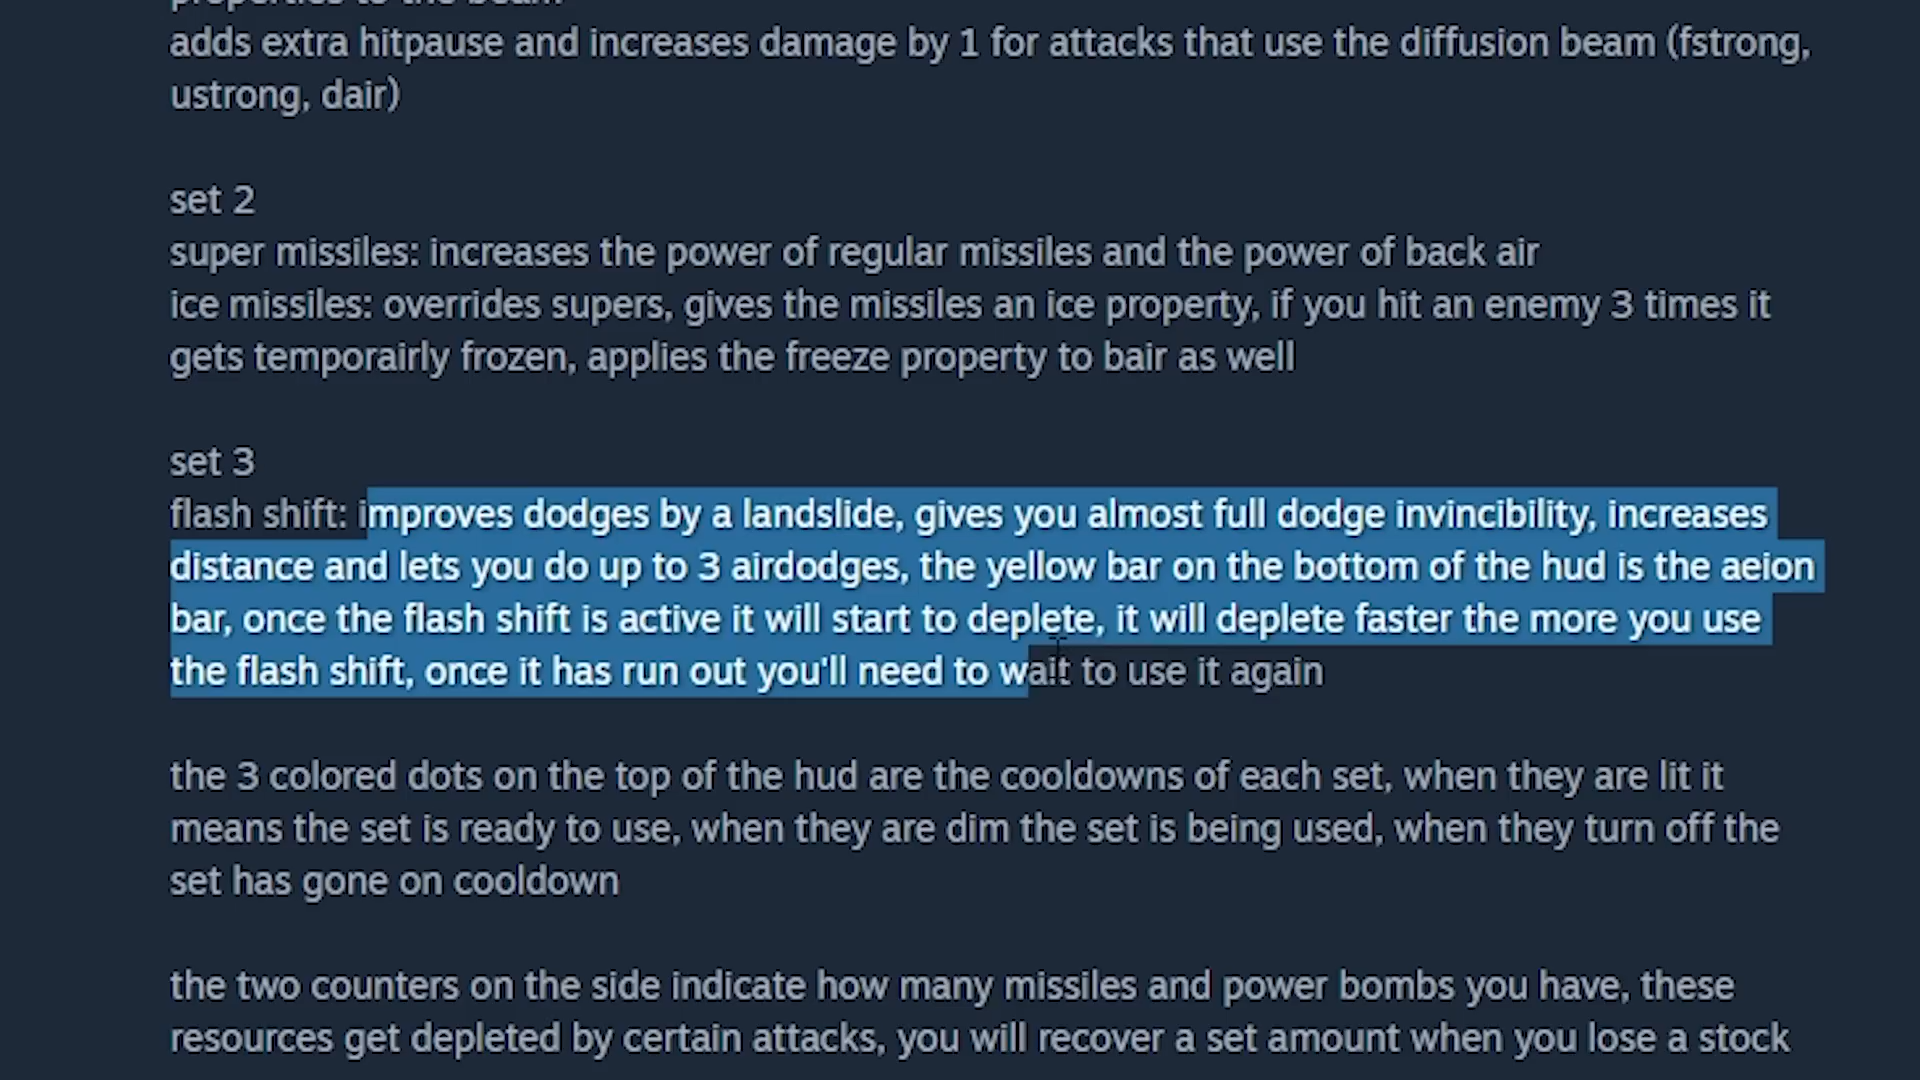 properties to the beam
adds extra hitpause and increases damage by 1 for attacks that use the diffusion beam (fstrong,
ustrong, dair)
set 2
super missiles: increases the power of regular missiles and the power of back air
ice missiles: overrides supers, gives the missiles an ice property, if you hit an enemy 3 times it
gets temporairly frozen, applies the freeze property to bair as well
set 3
flash shift: improves dodges by a landslide, gives you almost full dodge invincibility, increases
distance and lets you do up to 3 airdodges, the yellow bar on the bottom of the hud is the aeion
bar, once the flash shift is active it will start to deplete, it will deplete faster the more you use
the flash shift, once it has run out you'll need to wait to use it again
the 3 colored dots on the top of the hud are the cooldowns of each set, when they are lit it
means the set is ready to use, when they are dim the set is being used, when they turn off the
set has gone on cooldown
the two counters on the side indicate how many missiles and power bombs you have, these
resources get depleted by certain attacks, you will recover a set amount when you lose a stock